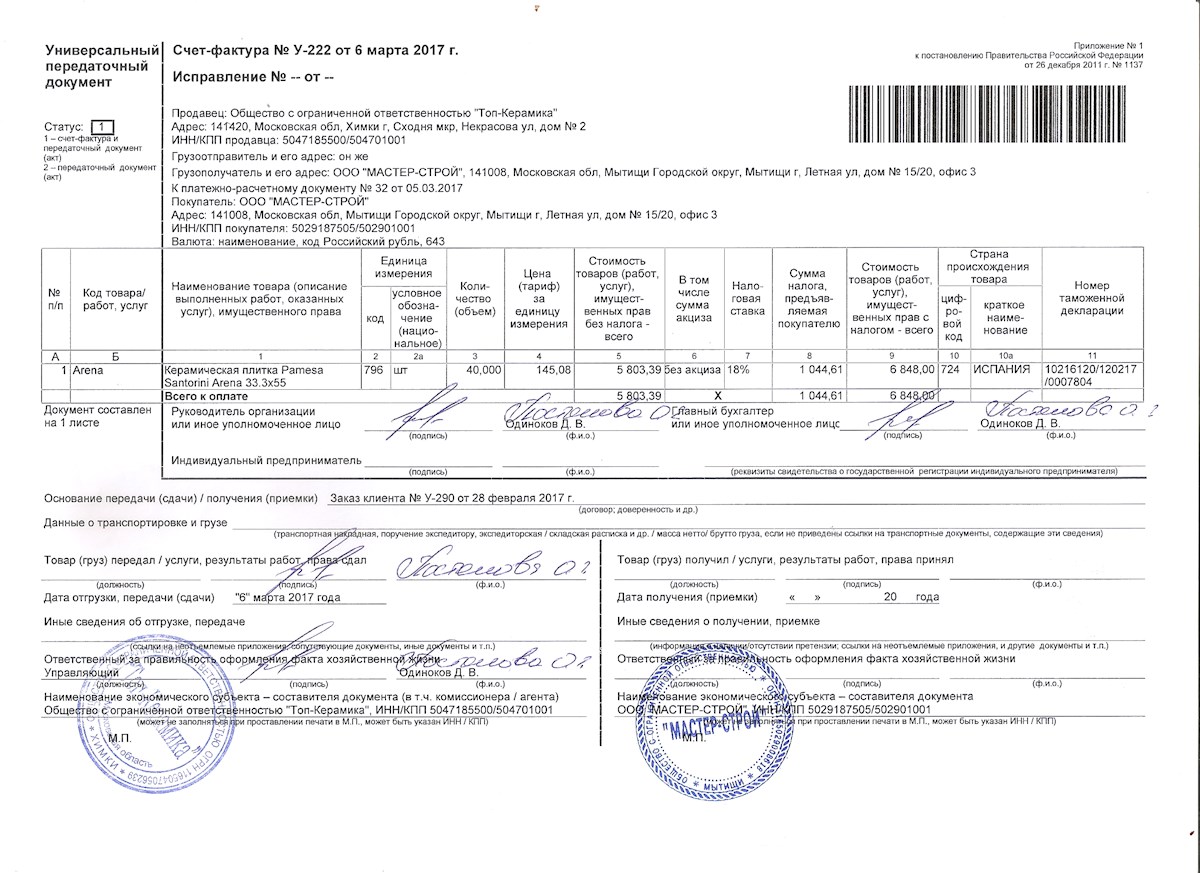 Универсальный передаточный документ
Счет-фактура № У-222 от 6 марта 2017 г.
Исправление № -- от --
Приложение № 1
к постановлению Правительства Российской Федерации
от 26 декабря 2011 г. № 1137
Статус: 1
1 – счет-фактура и
передаточный документ
(акт)
2 – передаточный документ
(акт)
Продавец: Общество с ограниченной ответственностью "Топ-Керамика"
Адрес: 141420, Московская обл, Химки г, Сходня мкр, Некрасова ул, дом № 2
ИНН/КПП продавца: 5047185500/504701001
Грузоотправитель и его адрес: он же
Грузополучатель и его адрес: ООО "МАСТЕР-СТРОЙ", 141008, Московская обл, Мытищи Городской округ, Мытищи г, Летная ул, дом № 15/20, офис 3
К платежно-расчетному документу № 32 от 05.03.2017
Покупатель: ООО "МАСТЕР-СТРОЙ"
Адрес: 141008, Московская обл, Мытищи Городской округ, Мытищи г, Летная ул, дом № 15/20, офис 3
ИНН/КПП покупателя: 5029187505/502901001
Валюта: наименование, код Российский рубль, 643
№ п/п
Код товара/ работ, услуг
Наименование товара (описание выполненных работ, оказанных услуг), имущественного права
Единица измерения
код
условное обозна-чение (нацио-нальное)
Коли-чество (объем)
Цена (тариф) за единицу измерения
Стоимость товаров (работ, услуг), имущест-венных прав без налога - всего
В том числе сумма акциза
Нало-говая ставка
Сумма налога, предъяв-ляемая покупателю
Стоимость товаров (работ, услуг), имущест-венных прав с налогом - всего
Страна происхождения товара
циф-ро-вой код
краткое наиме-нование
Номер таможенной декларации
А Б 1 2 2а 3 4 5 6 7 8 9 10 10а 11
1 Arena Керамическая плитка Pamesa Santorini Arena 33.3x55 796 шт 40,000 145,08 5 803,39 без акциза 18% 1 044,61 6 848,00 724 ИСПАНИЯ 10216120/120217/0007804
Всего к оплате 5 803,39 Х 1 044,61 6 848,00
Документ составлен на 1 листе
Руководитель организации
или иное уполномоченное лицо
Одиноков Д. В.
(подпись) (ф.и.о.)
Главный бухгалтер
или иное уполномоченное лицо
Одиноков Д. В.
(подпись) (ф.и.о.)
Индивидуальный предприниматель
(подпись) (ф.и.о.) (реквизиты свидетельства о государственной регистрации индивидуального предпринимателя)
Основание передачи (сдачи) / получения (приемки) Заказ клиента № У-290 от 28 февраля 2017 г.
(договор; доверенность и др.)
Данные о транспортировке и грузе
(транспортная накладная, поручение экспедитору, экспедиторская / складская расписка и др. / масса нетто/ брутто груза, если не приведены ссылки на транспортные документы, содержащие эти сведения)
Товар (груз) передал / услуги, результаты работ, права сдал
(должность) (подпись) (ф.и.о.)
Дата отгрузки, передачи (сдачи) "6" марта 2017 года
Иные сведения об отгрузке, передаче
(ссылки на неотъемлемые приложения, сопутствующие документы, иные документы и т.п.)
Ответственный за правильность оформления факта хозяйственной жизни
Управляющий Одиноков Д. В.
(должность) (подпись) (ф.и.о.)
Наименование экономического субъекта – составителя документа (в т.ч. комиссионера / агента)
Общество с ограниченной ответственностью "Топ-Керамика", ИНН/КПП 5047185500/504701001
(может не заполняться при проставлении печати в М.П., может быть указан ИНН / КПП)
М.П.
Товар (груз) получил / услуги, результаты работ, права принял
(должность) (подпись) (ф.и.о.)
Дата получения (приемки) « » 20 года
Иные сведения о получении, приемке
(информация о наличии/отсутствии претензии; ссылки на неотъемлемые приложения, и другие документы и т.п.)
Ответственный за правильность оформления факта хозяйственной жизни
(должность) (подпись) (ф.и.о.)
Наименование экономического субъекта – составителя документа
ООО "МАСТЕР-СТРОЙ", ИНН/КПП 5029187505/502901001
(может не заполняться при проставлении печати в М.П., может быть указан ИНН / КПП)
М.П.
"МАСТЕР-СТРОЙ"
* МЫТИЩИ *
* ХИМКИ *
ОГРН 1165047056239